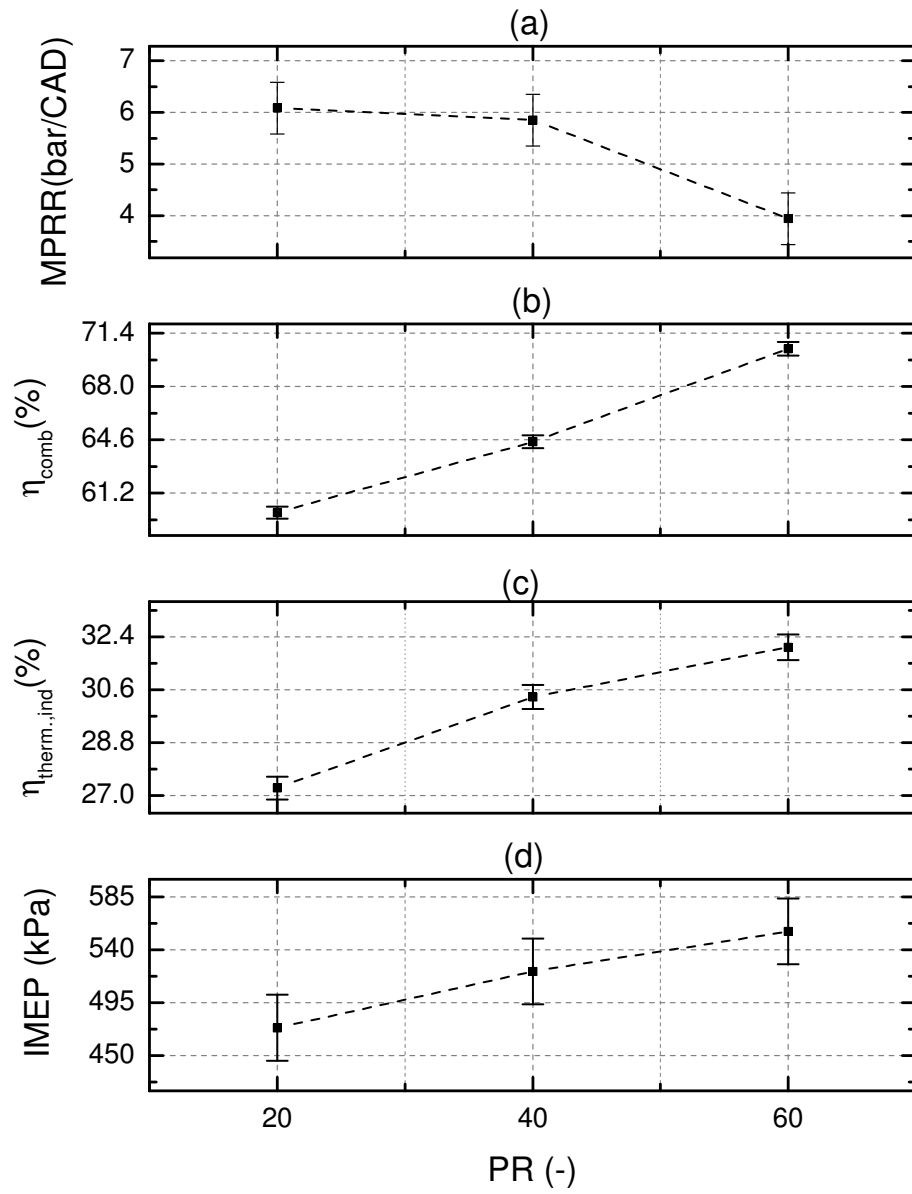 (a)
MPRR(bar/CAD)
7
6
5
4
(b)
ηcomb(%)
71.4
68.0
64.6
61.2
(c)
ηtherm.,ind(%)
32.4
30.6
28.8
27.0
(d)
IMEP (kPa)
585
540
495
450
20 40 60
PR (-)